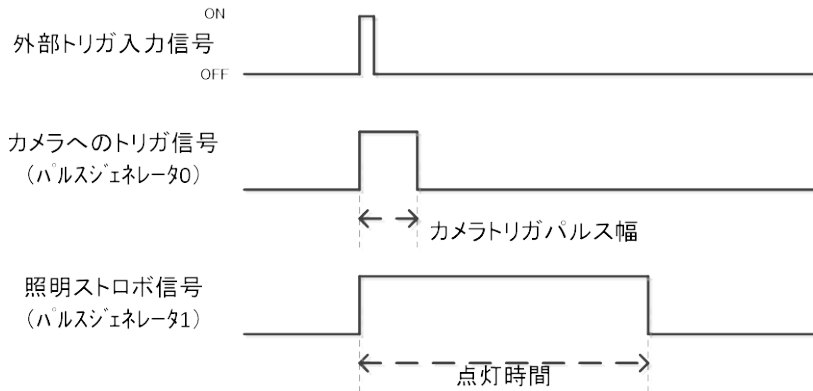 ON
外部トリガ入力信号
OFF
カメラへのトリガ信号
(パルスジェネレータ0)
カメラトリガパルス幅
照明ストロボ信号
(パルスジェネレータ1)
点灯時間